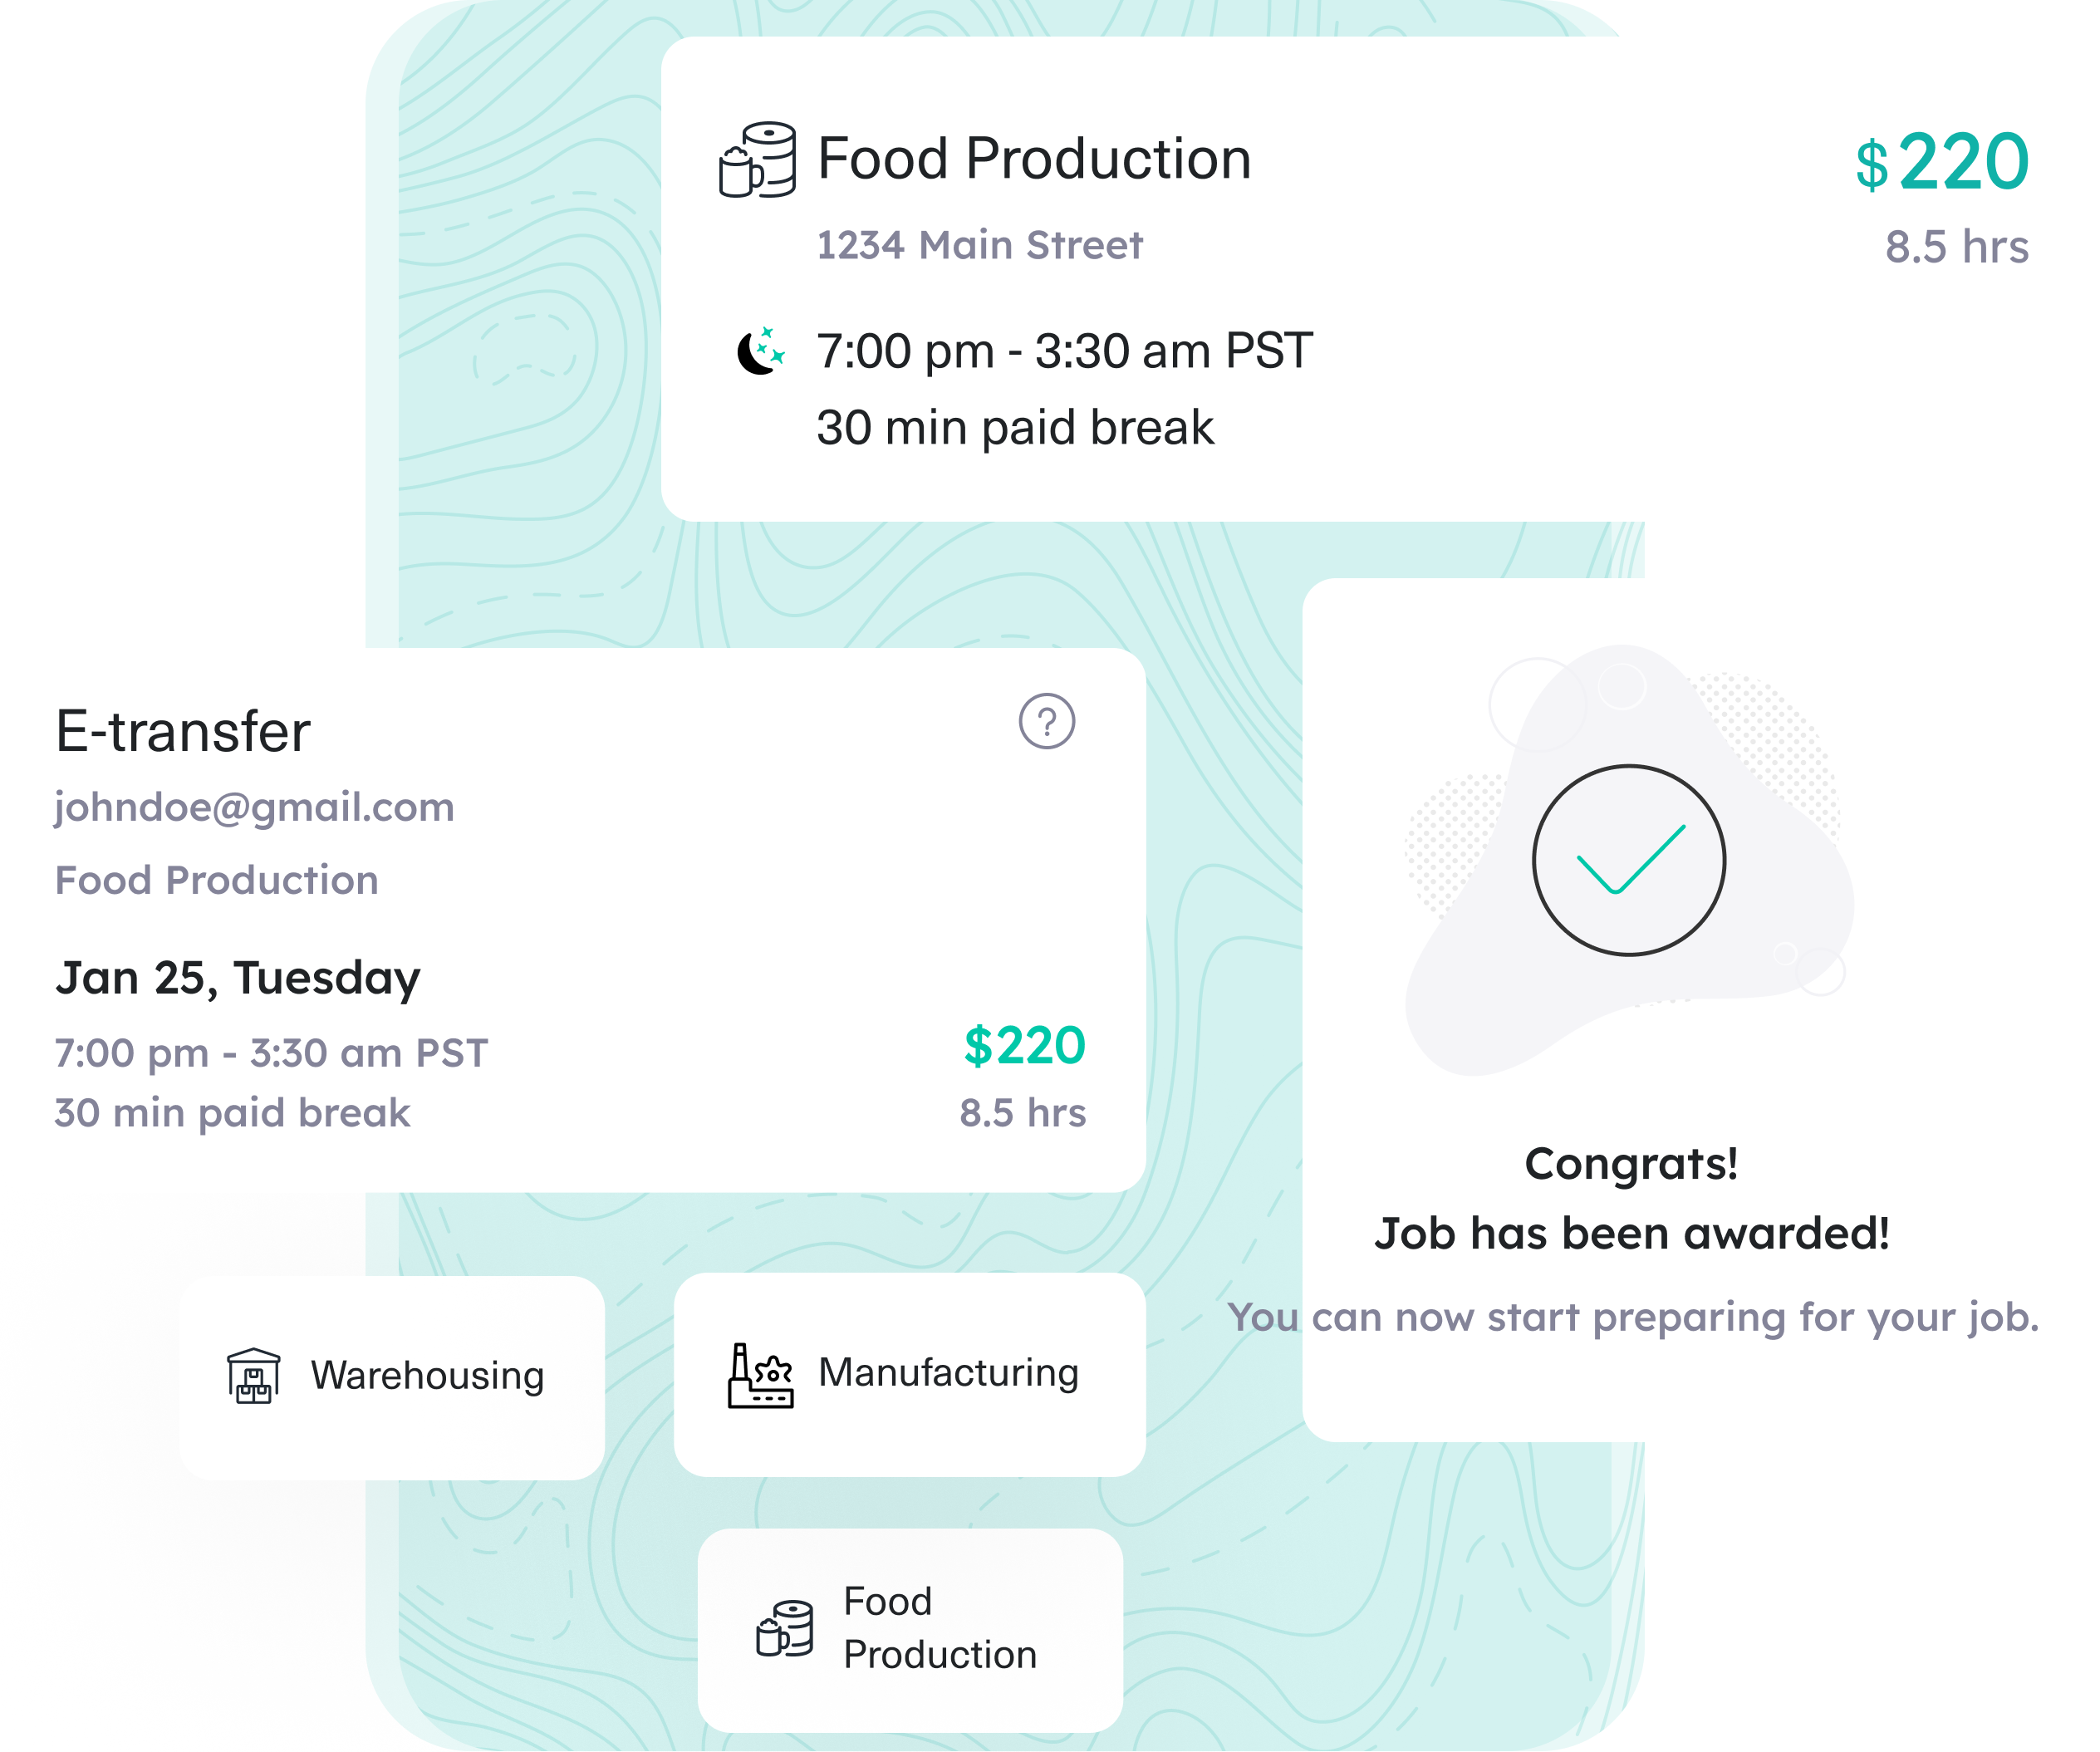 Food Production
$220
1234 Main Street
8.5 hrs
7:00 pm - 3:30 am PST
30 min paid break
E-transfer
?
johndoe@gmail.com
Food Production
Jan 25, Tuesday
7:00 pm - 3:30 am PST
$220
30 min paid break
8.5 hrs
Congrats!
Job has been awarded!
You can now start preparing for your job.
Warehousing
Manufacturing
Food
Production